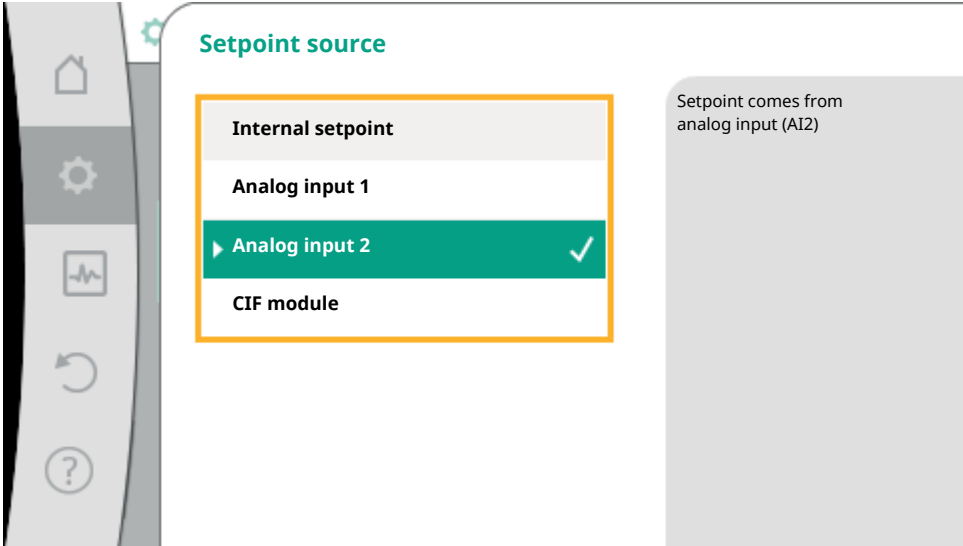 Setpoint source
Internal setpoint
Analog input 1
Analog input 2
CIF module
Setpoint comes from
analog input (AI2)
?